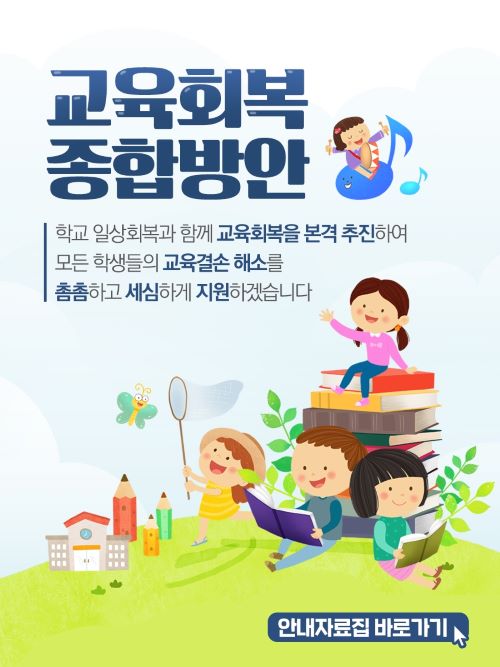 교육회복
종합방안
학교 일상회복과 함께 교육회복을 본격 추진하여
모든 학생들의 교육결손 해소를
촘촘하고 세심하게 지원하겠습니다
안내자료집 바로가기